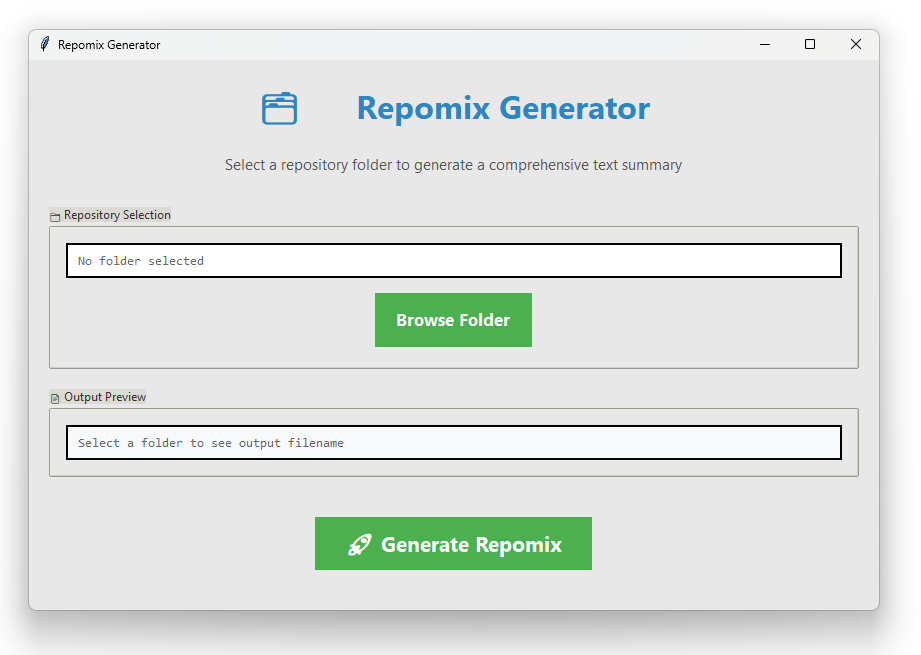 Repomix Generator
Repomix Generator
Select a repository folder to generate a comprehensive text summary
Repository Selection
No folder selected
Browse Folder
Output Preview
Select a folder to see output filename
Generate Repomix